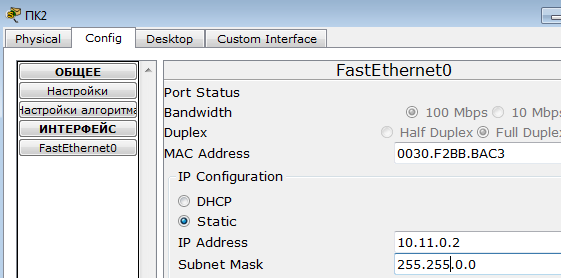 ПК2
Physical Config Desktop Custom Interface
ОБЩЕЕ
Настройки
Настройки алгоритма
ИНТЕРФЕЙС
FastEthernet0
FastEthernet0
Port Status
Bandwidth 100 Mbps 10 Mbps
Duplex Half Duplex Full Duplex
MAC Address 0030.F2BB.BAC3
IP Configuration
DHCP
Static
IP Address 10.11.0.2
Subnet Mask 255.255.0.0